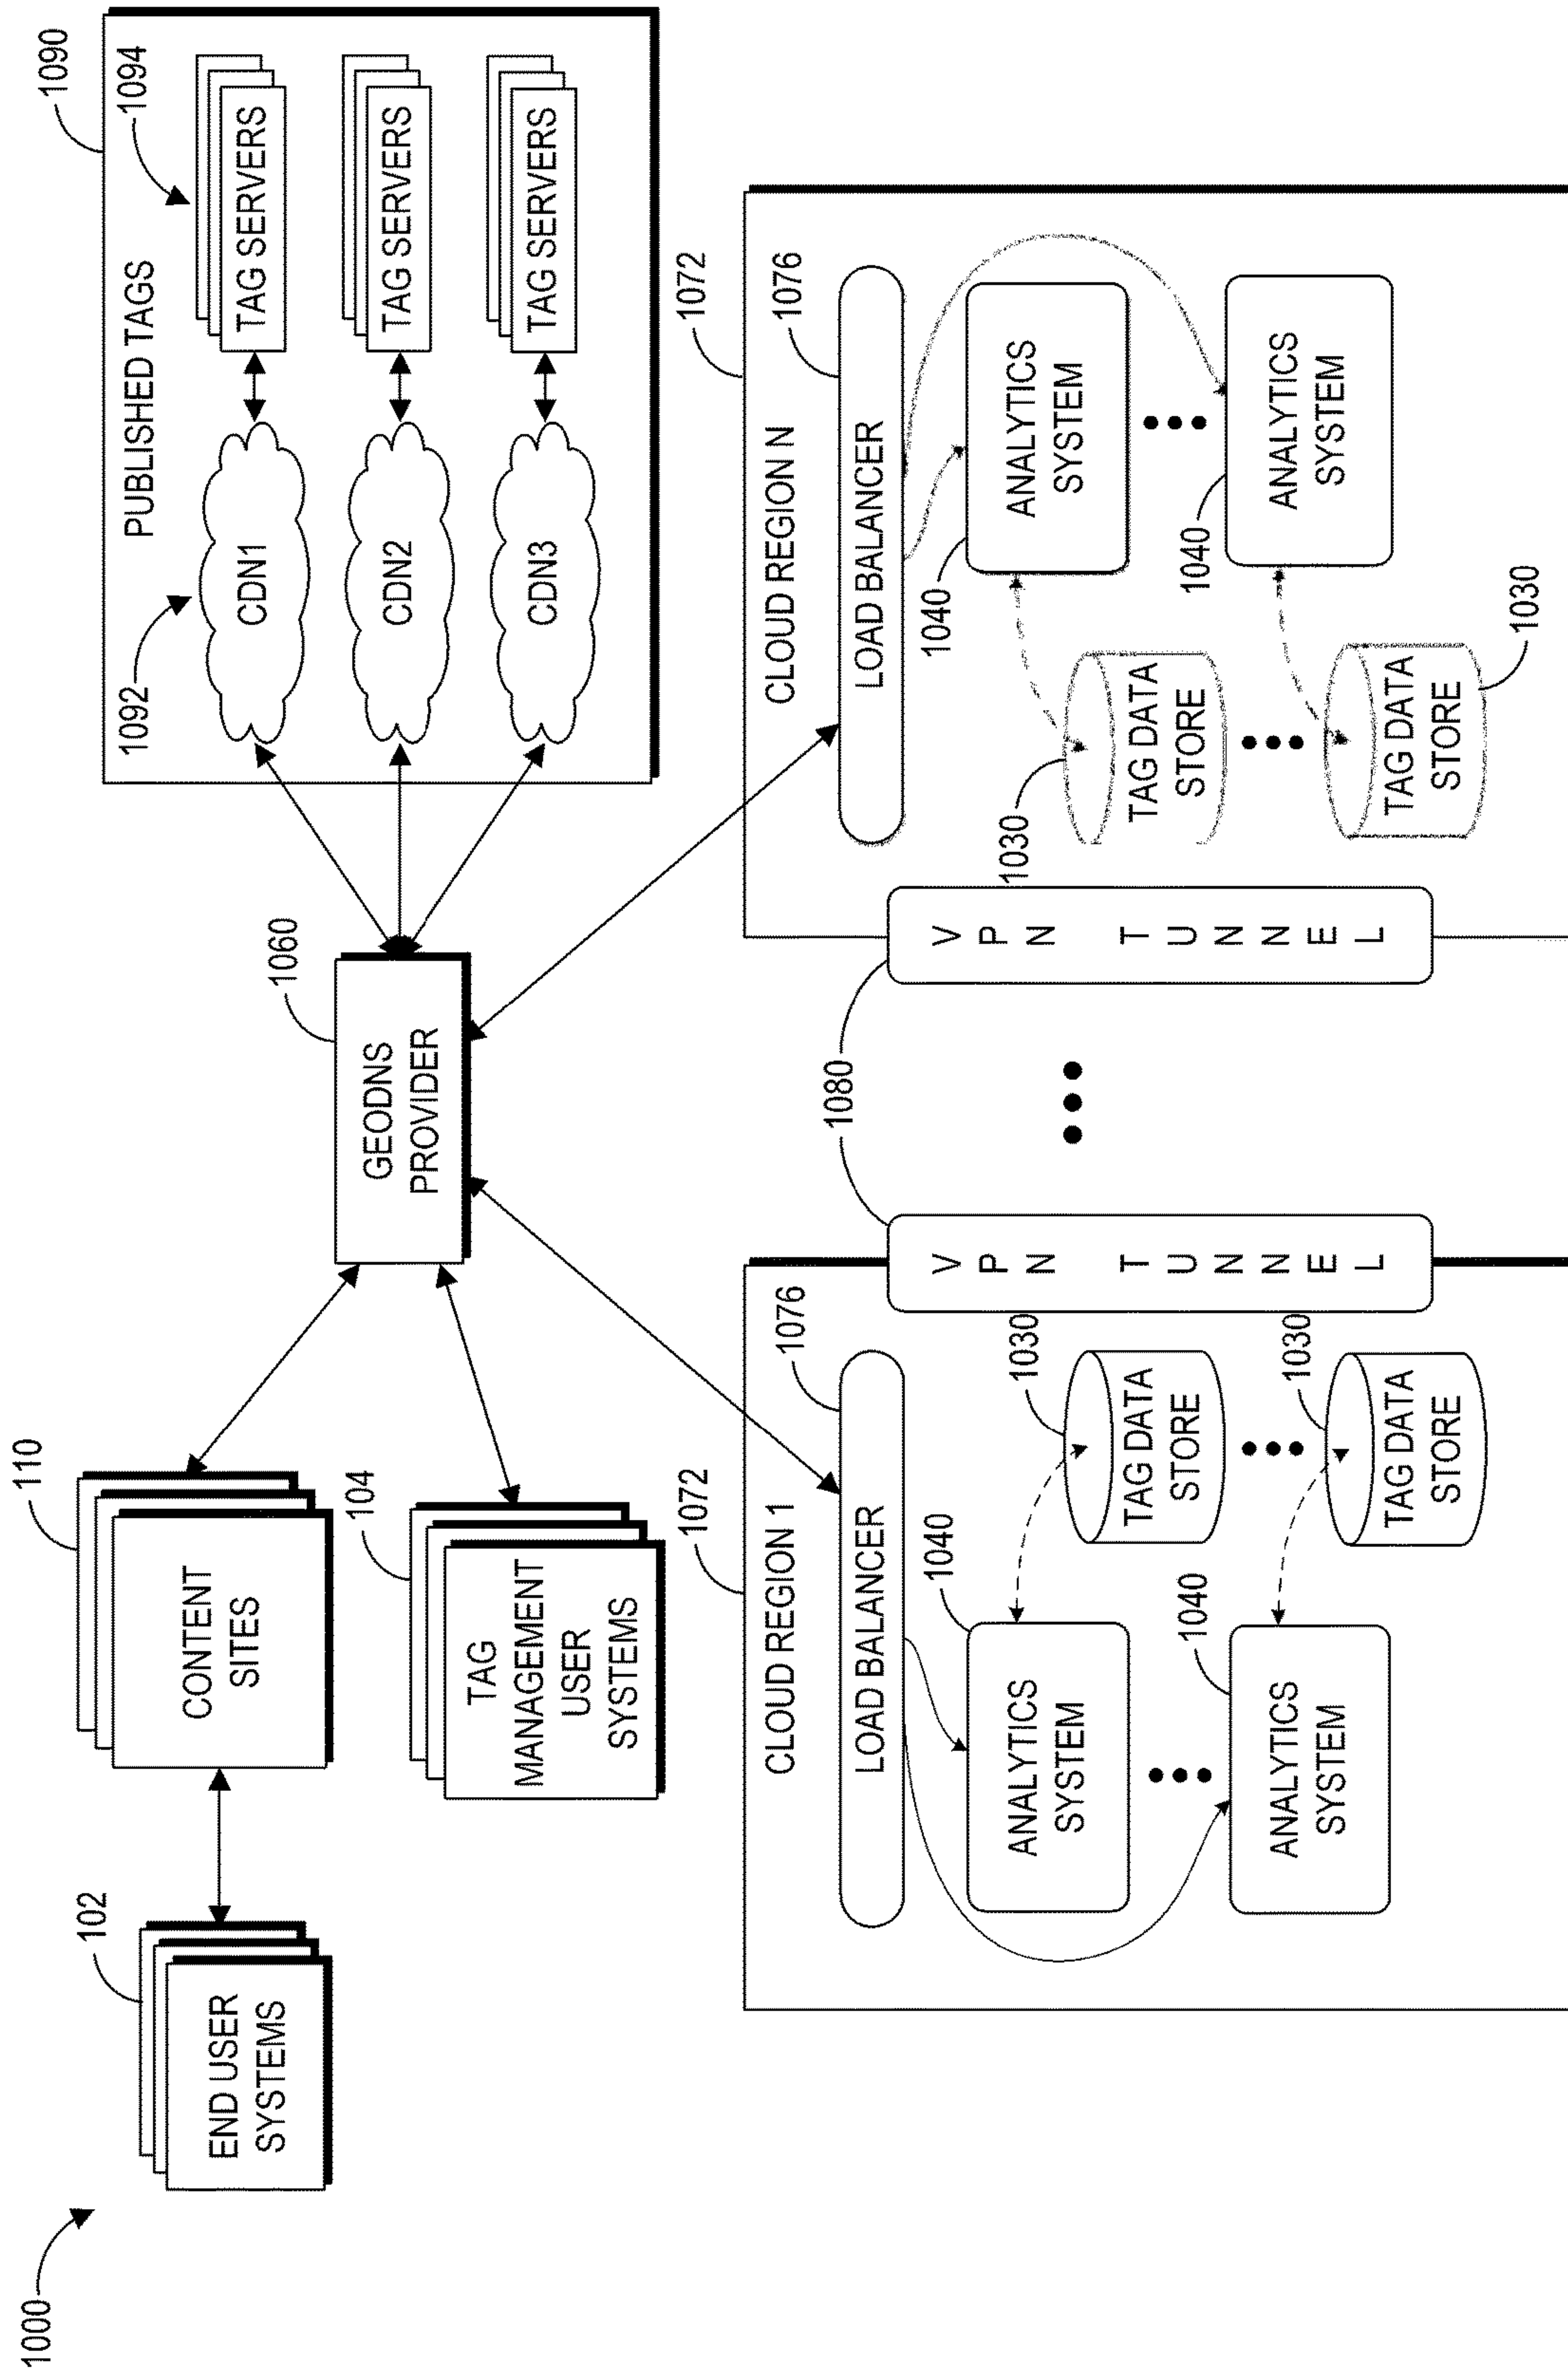 1000
102
END USER
SYSTEMS
110
CONTENT
SITES
104
TAG
MANAGEMENT
USER
SYSTEMS
1060
GEODNS
PROVIDER
1090
PUBLISHED TAGS
1092
1094
CDN1
TAG SERVERS
CDN2
TAG SERVERS
CDN3
TAG SERVERS
1072
CLOUD REGION 1
1076
LOAD BALANCER
1040
ANALYTICS
SYSTEM
1030
TAG DATA
STORE
1040
ANALYTICS
SYSTEM
1030
TAG DATA
STORE
1080
VPN TUNNEL
VPN TUNNEL
1072
CLOUD REGION N
1076
LOAD BALANCER
1030
TAG DATA
STORE
1040
ANALYTICS
SYSTEM
1030
TAG DATA
STORE
1040
ANALYTICS
SYSTEM